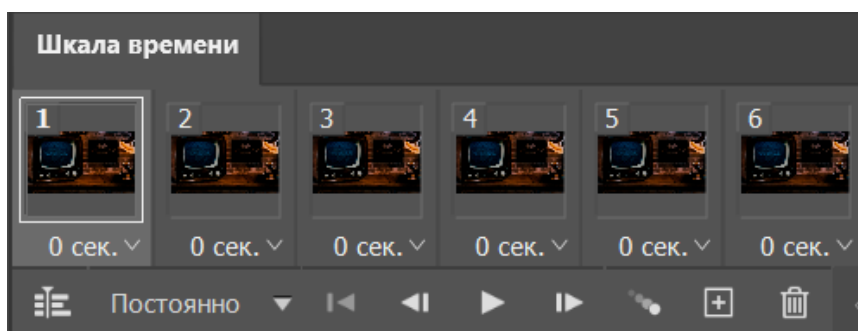 Шкала времени
1 2 3 4 5 6
0 сек. 0 сек. 0 сек. 0 сек. 0 сек. 0 сек.
Постоянно